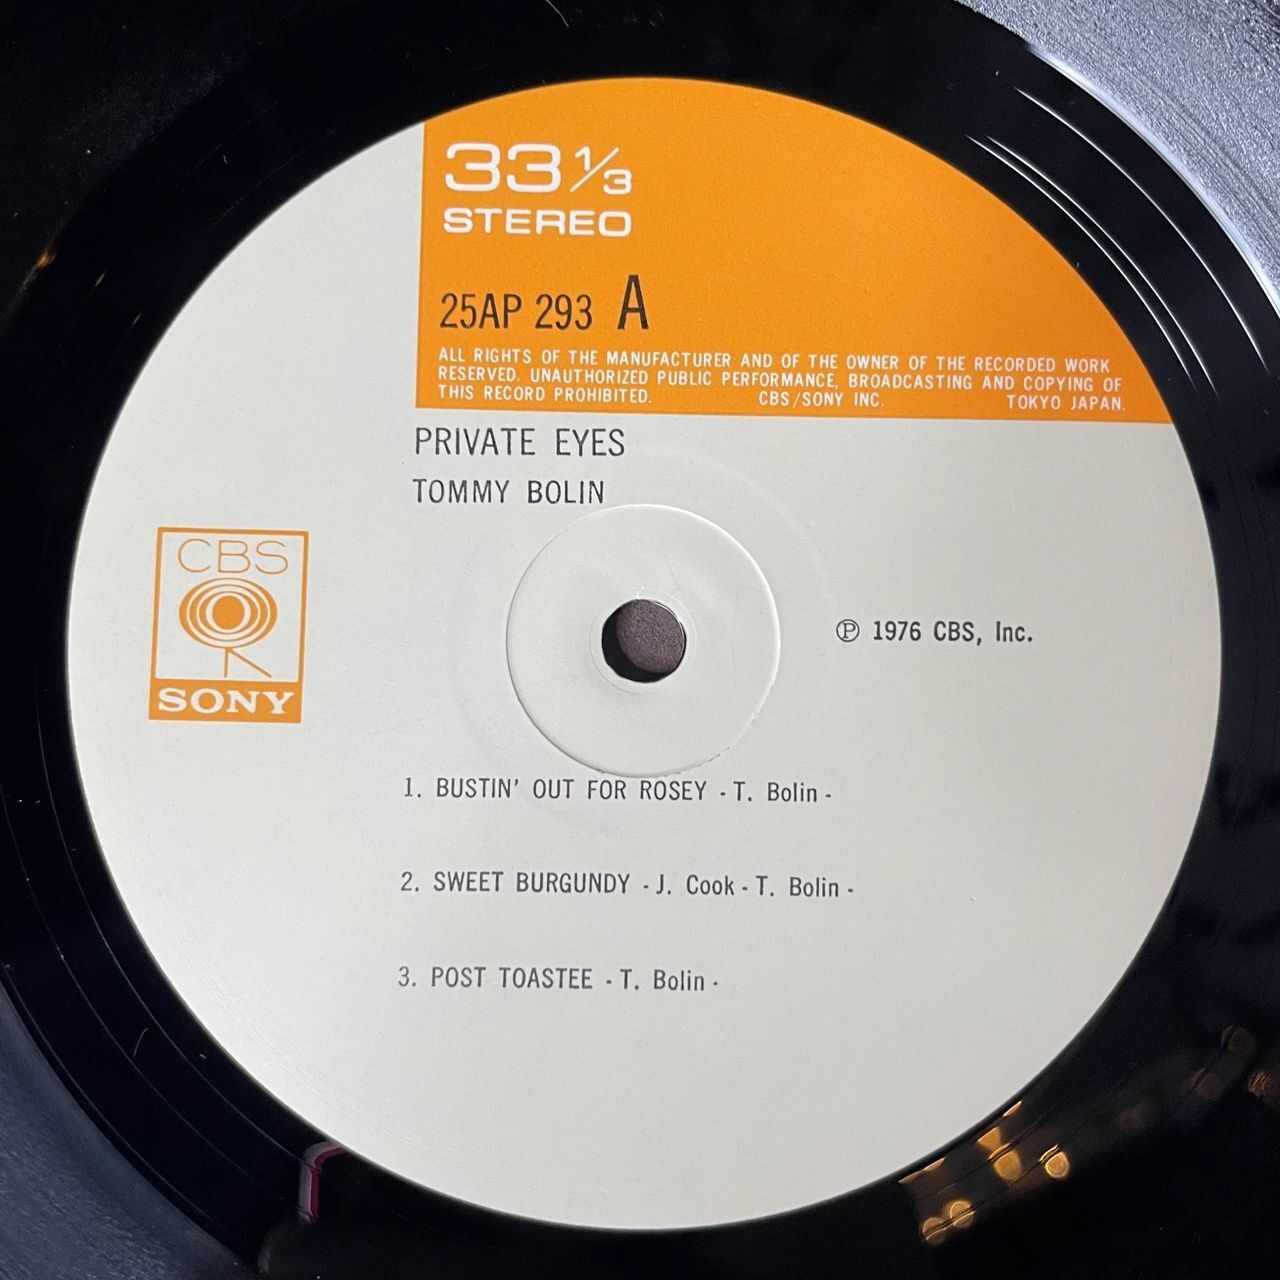 33 1/3
STEREO
25AP 293 A
ALL RIGHTS OF THE MANUFACTURER AND OF THE OWNER OF THE RECORDED WORK
RESERVED. UNAUTHORIZED PUBLIC PERFORMANCE, BROADCASTING AND COPYING OF
THIS RECORD PROHIBITED. CBS/SONY INC. TOKYO JAPAN.
PRIVATE EYES
TOMMY BOLIN
CBS
SONY
℗ 1976 CBS, Inc.
1. BUSTIN' OUT FOR ROSEY - T. Bolin -
2. SWEET BURGUNDY - J. Cook - T. Bolin -
3. POST TOASTEE - T. Bolin -